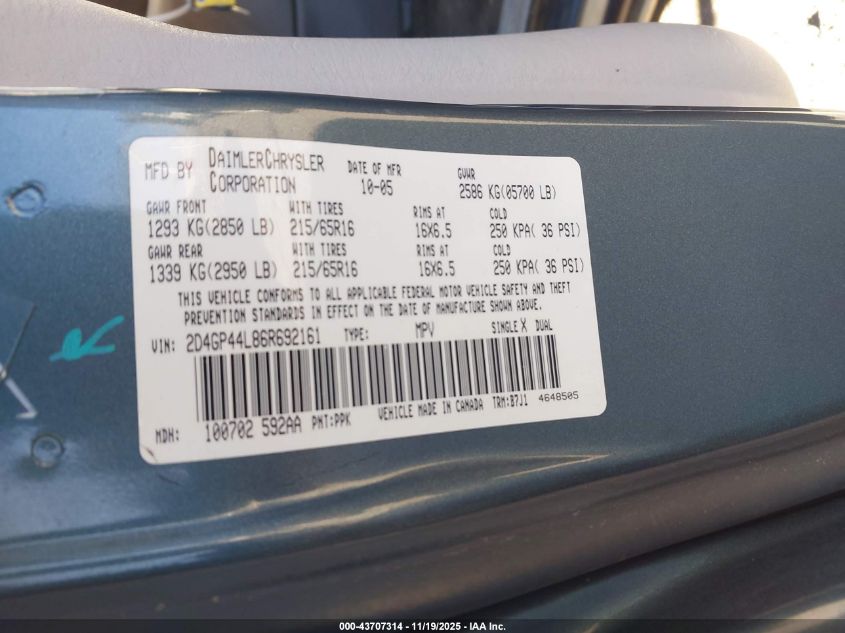 MFD BY DAIMLERCHRYSLER CORPORATION DATE OF MFR 10-05 GVWR 2586 KG(05700 LB)
GAWR FRONT WITH TIRES RIMS AT COLD
1293 KG(2850 LB) 215/65R16 16X6.5 250 KPA( 36 PSI)
GAWR REAR WITH TIRES RIMS AT COLD
1339 KG(2950 LB) 215/65R16 16X6.5 250 KPA( 36 PSI)
THIS VEHICLE CONFORMS TO ALL APPLICABLE FEDERAL MOTOR VEHICLE SAFETY AND THEFT
PREVENTION STANDARDS IN EFFECT ON THE DATE OF MANUFACTURE SHOWN ABOVE.
VIN: 2D4GP44L86R692161 TYPE: MPV SINGLE X DUAL
MDH: 100702 592AA PNT:PPK VEHICLE MADE IN CANADA TRM:B7J1 4648505
000-43707314 - 11/19/2025 - IAA Inc.